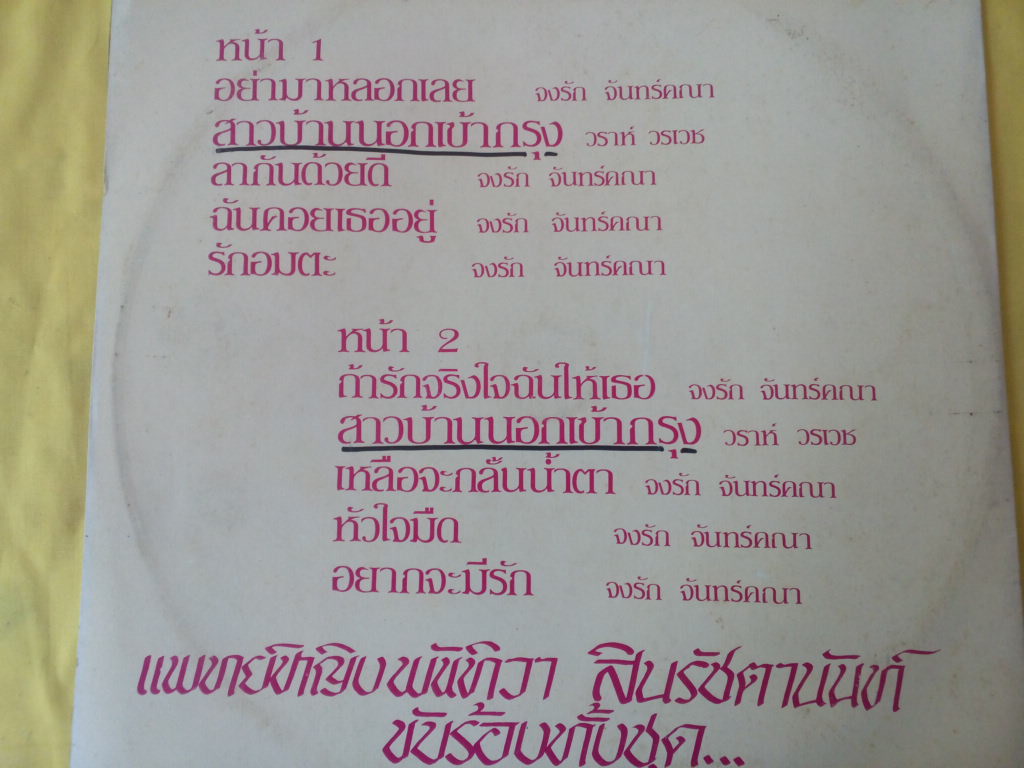 หน้า 1
อย่ามาหลอกเลย จงรัก จันทร์คณา
สาวบ้านนอกเข้ากรุง วราห์ วรเวช
ลากันด้วยดี จงรัก จันทร์คณา
ฉันคอยเธออยู่ จงรัก จันทร์คณา
รักอมตะ จงรัก จันทร์คณา
หน้า 2
ถ้ารักจริงใจฉันให้เธอ จงรัก จันทร์คณา
สาวบ้านนอกเข้ากรุง วราห์ วรเวช
เหลือจะกลั้นน้ำตา จงรัก จันทร์คณา
หัวใจมืด จงรัก จันทร์คณา
อยากจะมีรัก จงรัก จันทร์คณา
แพทย์หญิงพันทิวา สินรัชตานันท์
ขับร้องทั้งชุด...